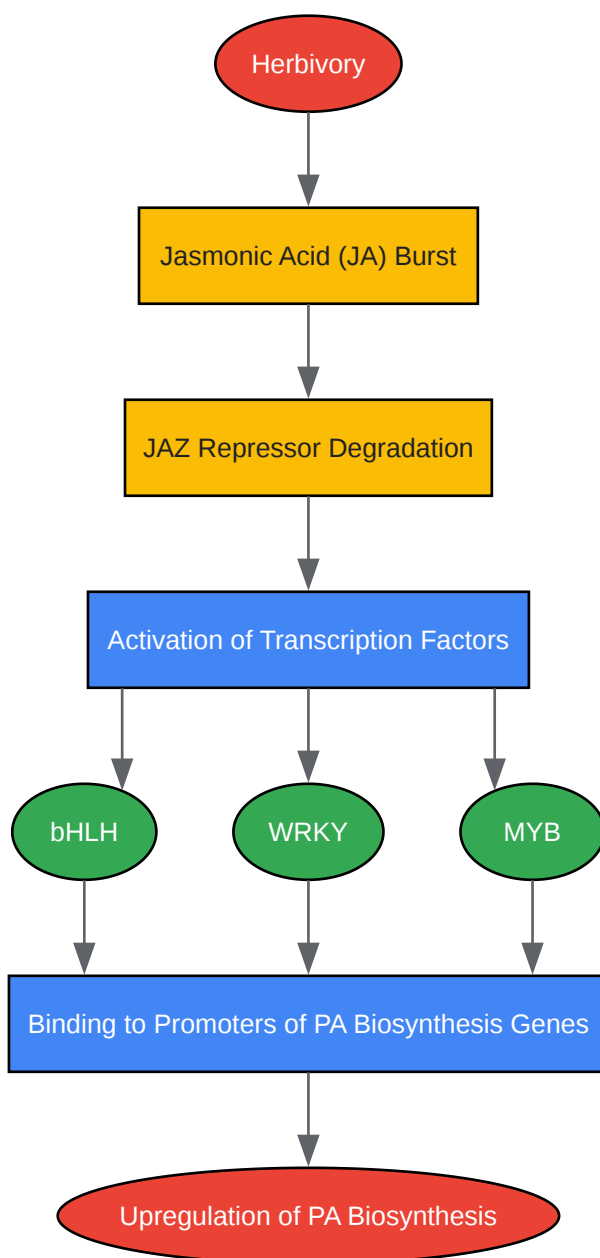 Herbivory
Jasmonic Acid (JA) Burst
JAZ Repressor Degradation
Activation of Transcription Factors
bHLH
WRKY
MYB
Binding to Promoters of PA Biosynthesis Genes
Upregulation of PA Biosynthesis